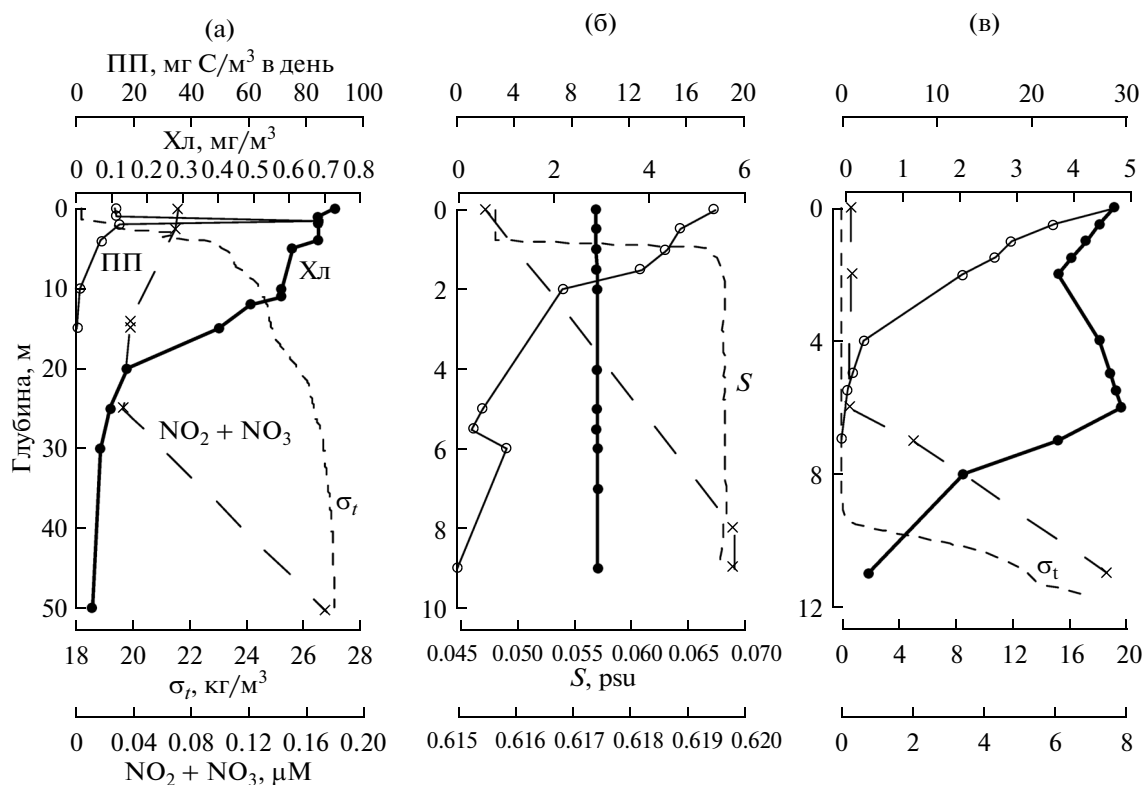 (а) (б) (в)
ПП, мг С/м³ в день
0 20 40 60 80 100
0 2 4 6 8 10 12 14 18 20
0 10 20 30
Хл, мг/м³
0 0.1 0.2 0.3 0.4 0.5 0.6 0.7 0.8
0 2 4 6
0 1 2 3 4 5
0 10 20 30 40 50
Глубина, м
t
ПП
Хл
NO₂ + NO₃
σt
0 2 4 6 8 10
S
0 4 8 12
σt
18 20 22 24 26 28
σt, кг/м³
0.045 0.050 0.055 0.060 0.065 0.070
S, psu
0 4 8 12 16 20
0 0.04 0.08 0.12 0.16 0.20
NO₂ + NO₃, μM
0.615 0.616 0.617 0.618 0.619 0.620
0 2 4 6 8